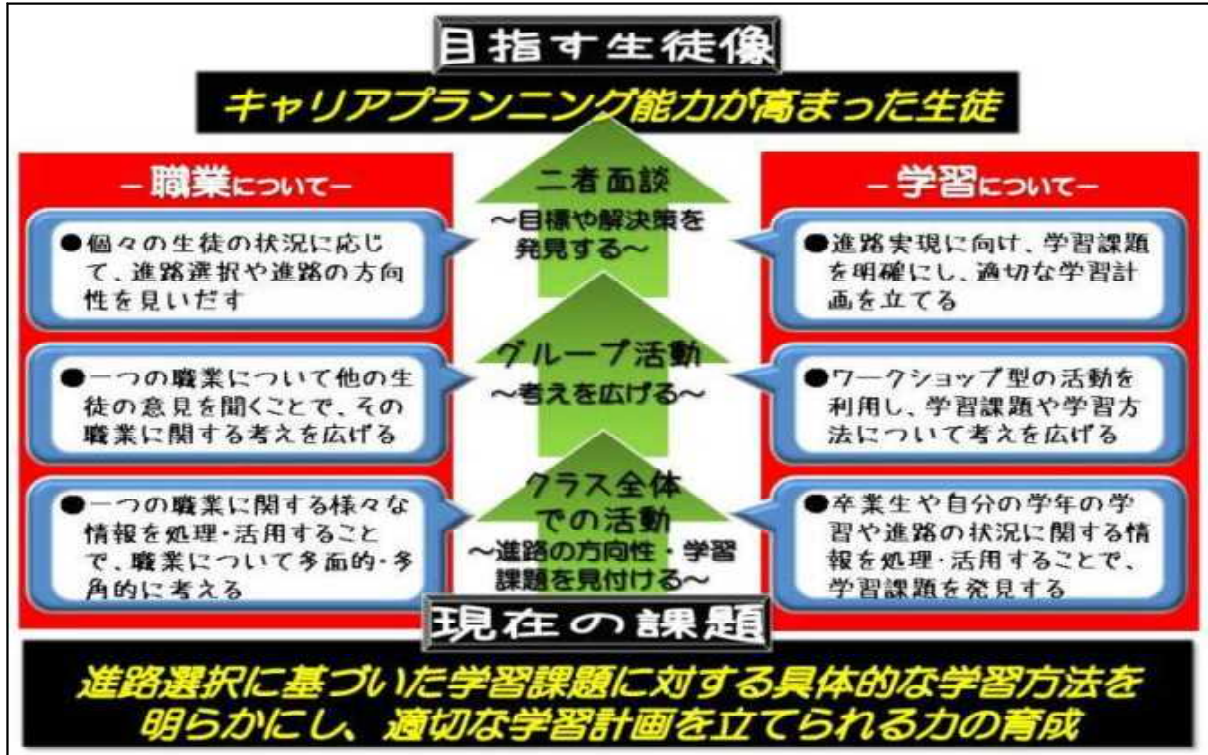 目指す生徒像
キャリアプランニング能力が高まった生徒
－職業について－
●個々の生徒の状況に応じ
て、進路選択や進路の方向
性を見いだす
●一つの職業について他の生
徒の意見を聞くことで、その
職業に関する考えを広げる
●一つの職業に関する様々な
情報を処理・活用すること
で、職業について多面的・多
角的に考える
二者面談
～目標や解決策を
発見する～
グループ活動
～考えを広げる～
クラス全体
での活動
～進路の方向性・学習
課題を見付ける～
－学習について－
●進路実現に向け、学習課題
を明確にし、適切な学習計
画を立てる
●ワークショップ型の活動を
利用し、学習課題や学習方
法について考えを広げる
●卒業生や自分の学年の学
習や進路の状況に関する情
報を処理・活用することで、
学習課題を発見する
現在の課題
進路選択に基づいた学習課題に対する具体的な学習方法を
明らかにし、適切な学習計画を立てられる力の育成